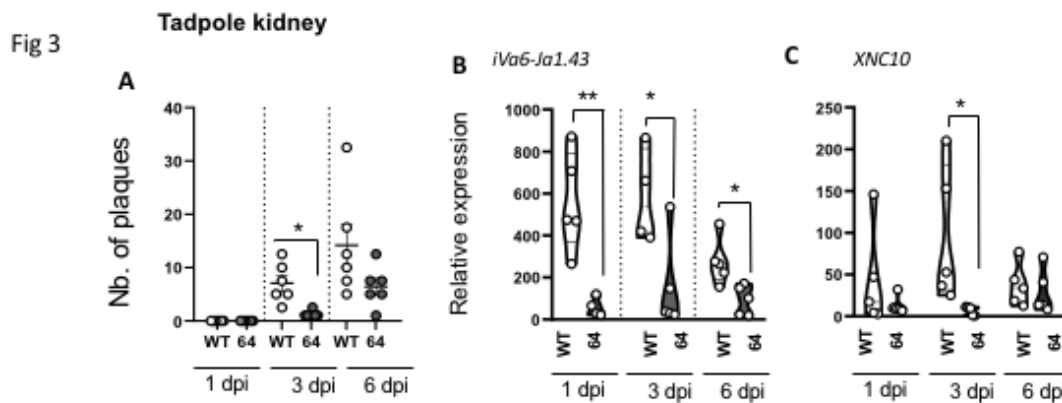 Fig 3
Tadpole kidney
A
Nb. of plaques
40
30
20
10
0
*
WT 64 WT 64 WT 64
1 dpi 3 dpi 6 dpi
B
iVa6-Ja1.43
Relative expression
1000
800
600
400
200
0
** * *
WT 64 WT 64 WT 64
1 dpi 3 dpi 6 dpi
C
XNC10
250
200
150
100
50
0
*
WT 64 WT 64 WT 64
1 dpi 3 dpi 6 dp